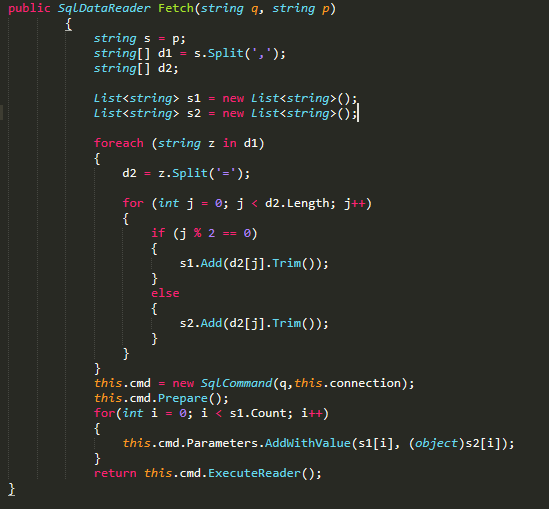 public SqlDataReader Fetch(string q, string p)
{
string s = p;
string[] d1 = s.Split(',');
string[] d2;
List<string> s1 = new List<string>();
List<string> s2 = new List<string>();
foreach (string z in d1)
{
d2 = z.Split('=');
for (int j = 0; j < d2.Length; j++)
{
if (j % 2 == 0)
{
s1.Add(d2[j].Trim());
}
else
{
s2.Add(d2[j].Trim());
}
}
}
this.cmd = new SqlCommand(q,this.connection);
this.cmd.Prepare();
for(int i = 0; i < s1.Count; i++)
{
this.cmd.Parameters.AddWithValue(s1[i], (object)s2[i]);
}
return this.cmd.ExecuteReader();
}